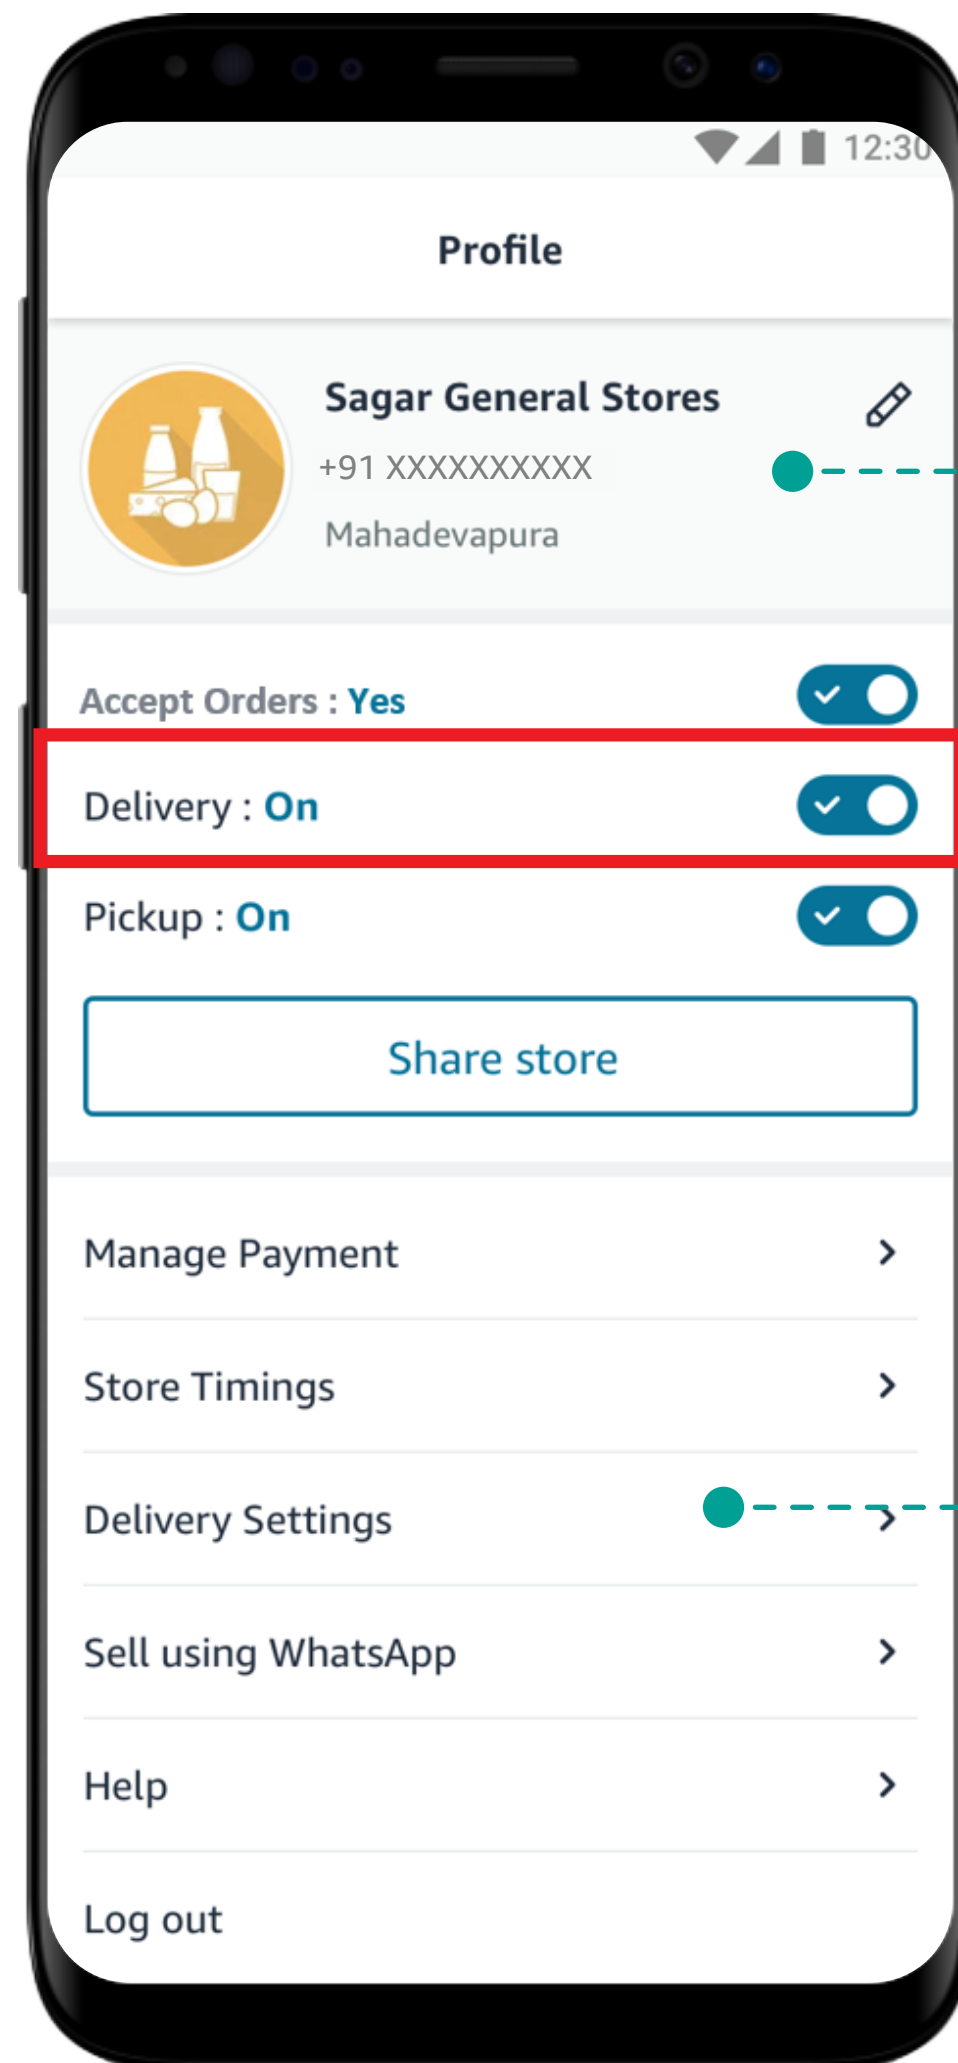 12:30
Profile
Sagar General Stores
+91 XXXXXXXXXX
Mahadevapura
Accept Orders : Yes
Delivery : On
Pickup : On
Share store
Manage Payment
Store Timings
Delivery Settings
Sell using WhatsApp
Help
Log out